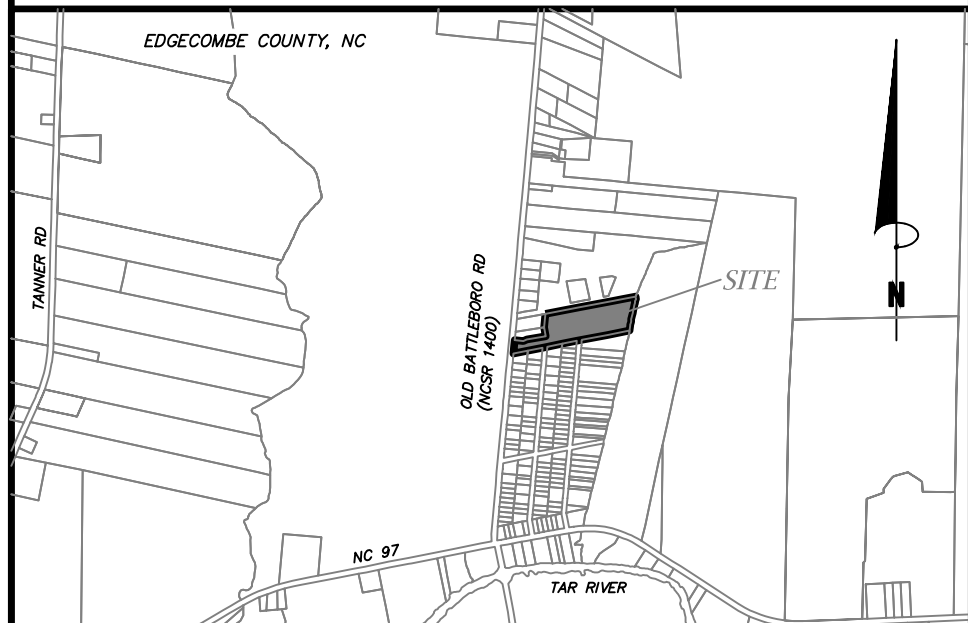 EDGECOMBE COUNTY, NC
TANNER RD
OLD BATTLEBORO RD
(NCSR 1400)
SITE
N
NC 97
TAR RIVER